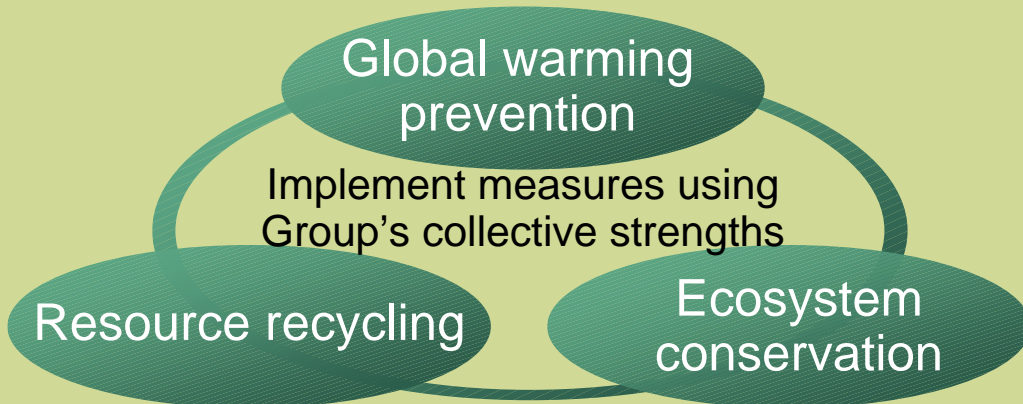 Global warming
prevention
Implement measures using
Group’s collective strengths
Resource recycling
Ecosystem
conservation